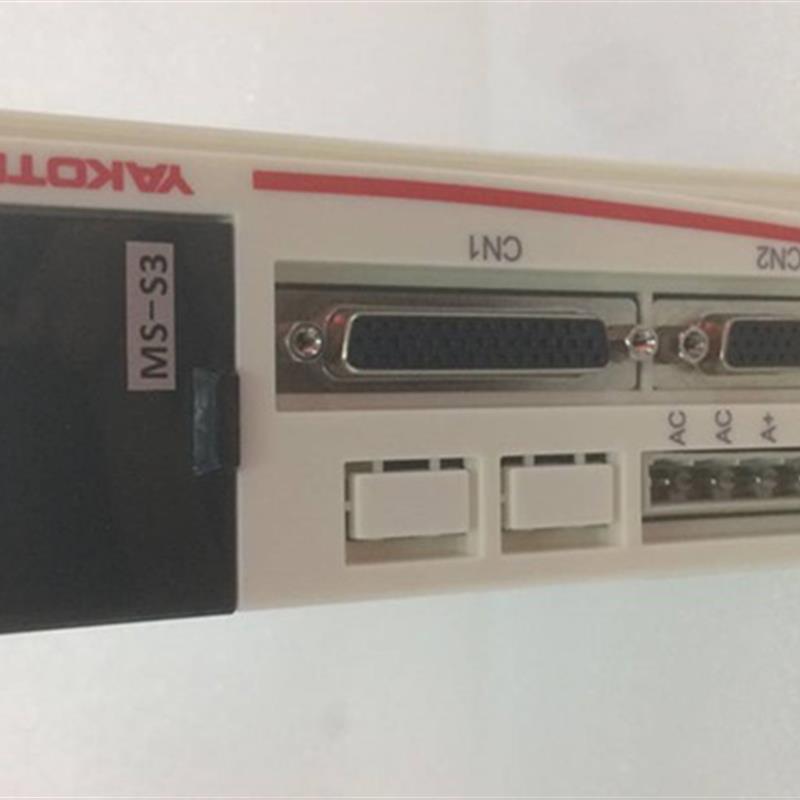 YAKOT
MS-S3
CN1
CN2
AC
AC
A+